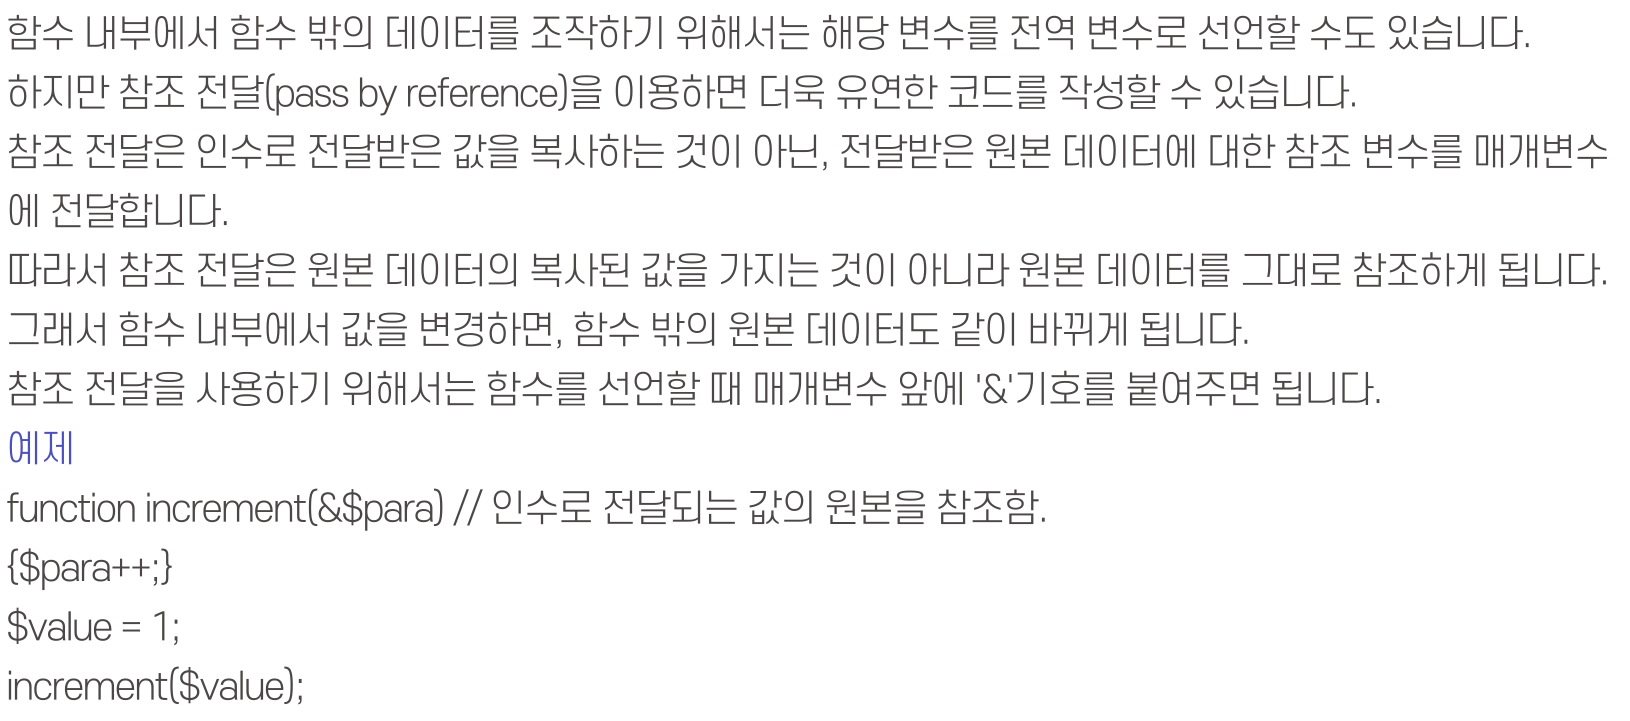 함수 내부에서 함수 밖의 데이터를 조작하기 위해서는 해당 변수를 전역 변수로 선언할 수도 있습니다.
하지만 참조 전달(pass by reference)을 이용하면 더욱 유연한 코드를 작성할 수 있습니다.
참조 전달은 인수로 전달받은 값을 복사하는 것이 아닌, 전달받은 원본 데이터에 대한 참조 변수를 매개변수
에 전달합니다.
따라서 참조 전달은 원본 데이터의 복사된 값을 가지는 것이 아니라 원본 데이터를 그대로 참조하게 됩니다.
그래서 함수 내부에서 값을 변경하면, 함수 밖의 원본 데이터도 같이 바뀌게 됩니다.
참조 전달을 사용하기 위해서는 함수를 선언할 때 매개변수 앞에 '&'기호를 붙여주면 됩니다.
예제
function increment(&$para) // 인수로 전달되는 값의 원본을 참조함.
{$para++;}
$value = 1;
increment($value);